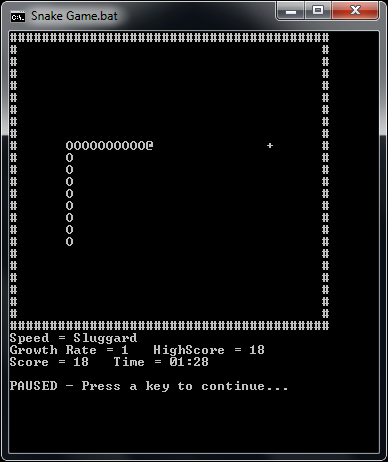 Snake Game.bat
########################################
#                                      #
#                                      #
#                                      #
#                                      #
#                                      #
#                                      #
#                                      #
#                                      #
#      OOOOOOOOOO@              +      #
#      O                               #
#      O                               #
#      O                               #
#      O                               #
#      O                               #
#      O                               #
#      O                               #
#      O                               #
#                                      #
#                                      #
#                                      #
#                                      #
#                                      #
#                                      #
########################################
Speed = Sluggard
Growth Rate = 1   HighScore = 18
Score = 18   Time = 01:28
PAUSED - Press a key to continue...